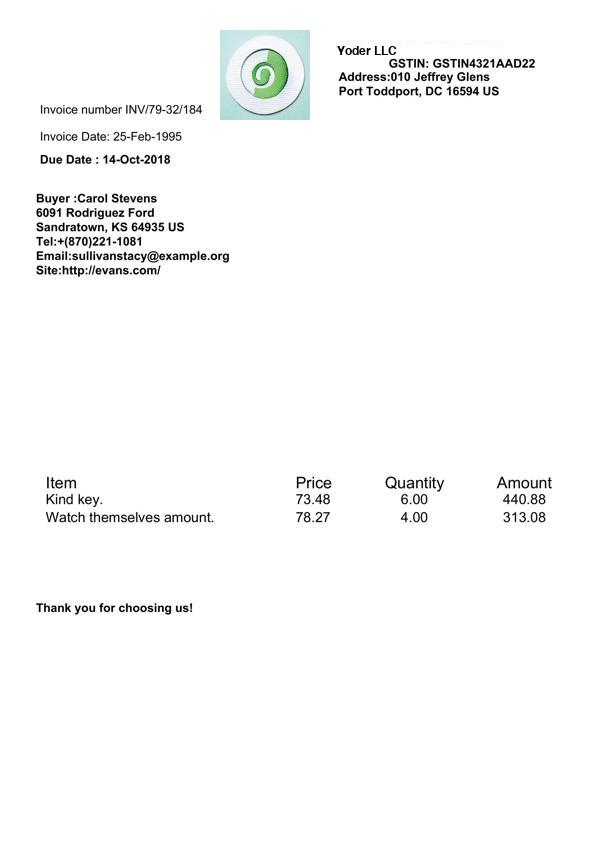 Yoder LLC
GSTIN: GSTIN4321AAD22
Address:010 Jeffrey Glens
Port Toddport, DC 16594 US
Invoice number INV/79-32/184
Invoice Date: 25-Feb-1995
Due Date : 14-Oct-2018
Buyer :Carol Stevens
6091 Rodriguez Ford
Sandratown, KS 64935 US
Tel:+(870)221-1081
Email:sullivanstacy@example.org
Site:http://evans.com/
Item Price Quantity Amount
Kind key. 73.48 6.00 440.88
Watch themselves amount. 78.27 4.00 313.08
Thank you for choosing us!